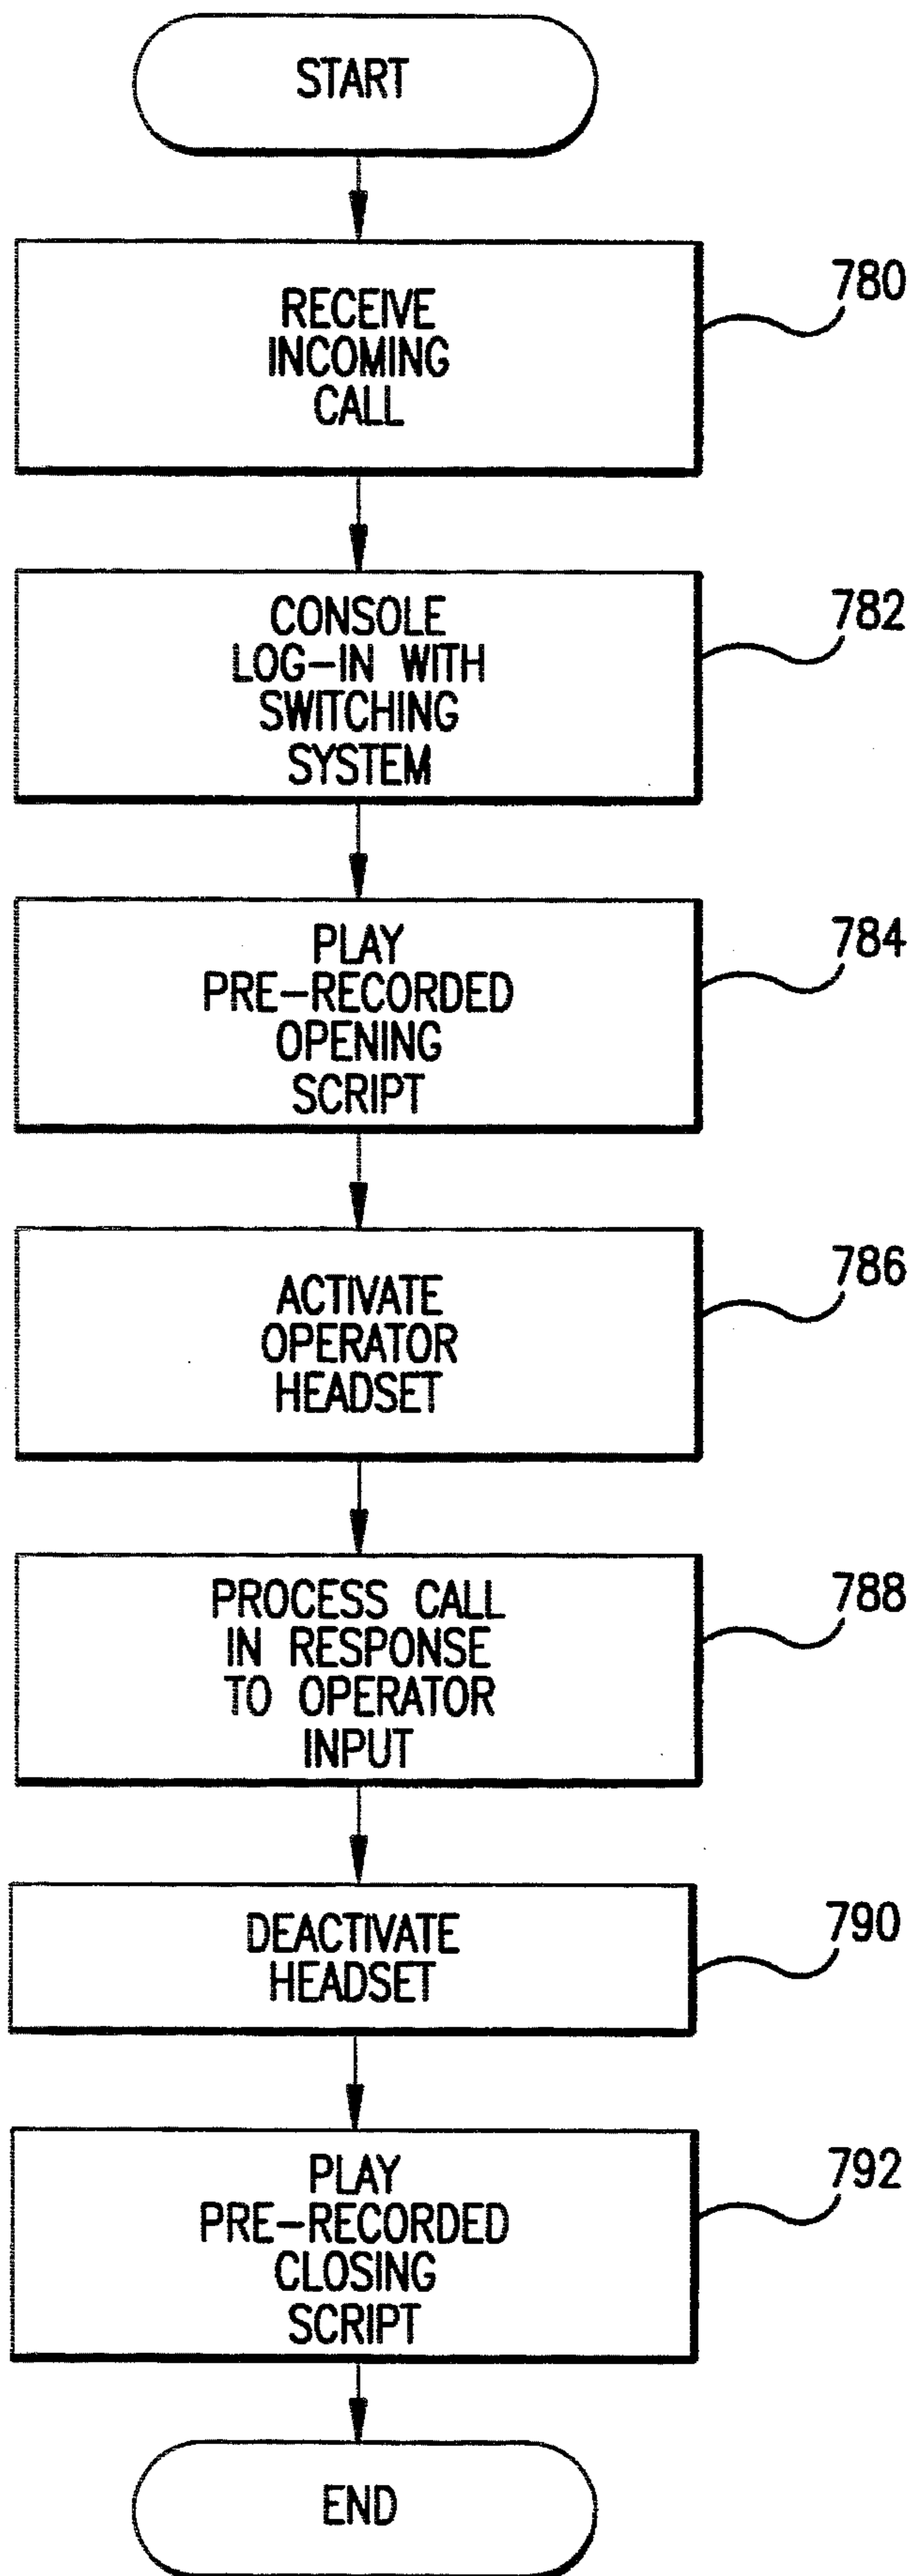 START
RECEIVE
INCOMING
CALL
780
CONSOLE
LOG-IN WITH
SWITCHING
SYSTEM
782
PLAY
PRE-RECORDED
OPENING
SCRIPT
784
ACTIVATE
OPERATOR
HEADSET
786
PROCESS CALL
IN RESPONSE
TO OPERATOR
INPUT
788
DEACTIVATE
HEADSET
790
PLAY
PRE-RECORDED
CLOSING
SCRIPT
792
END